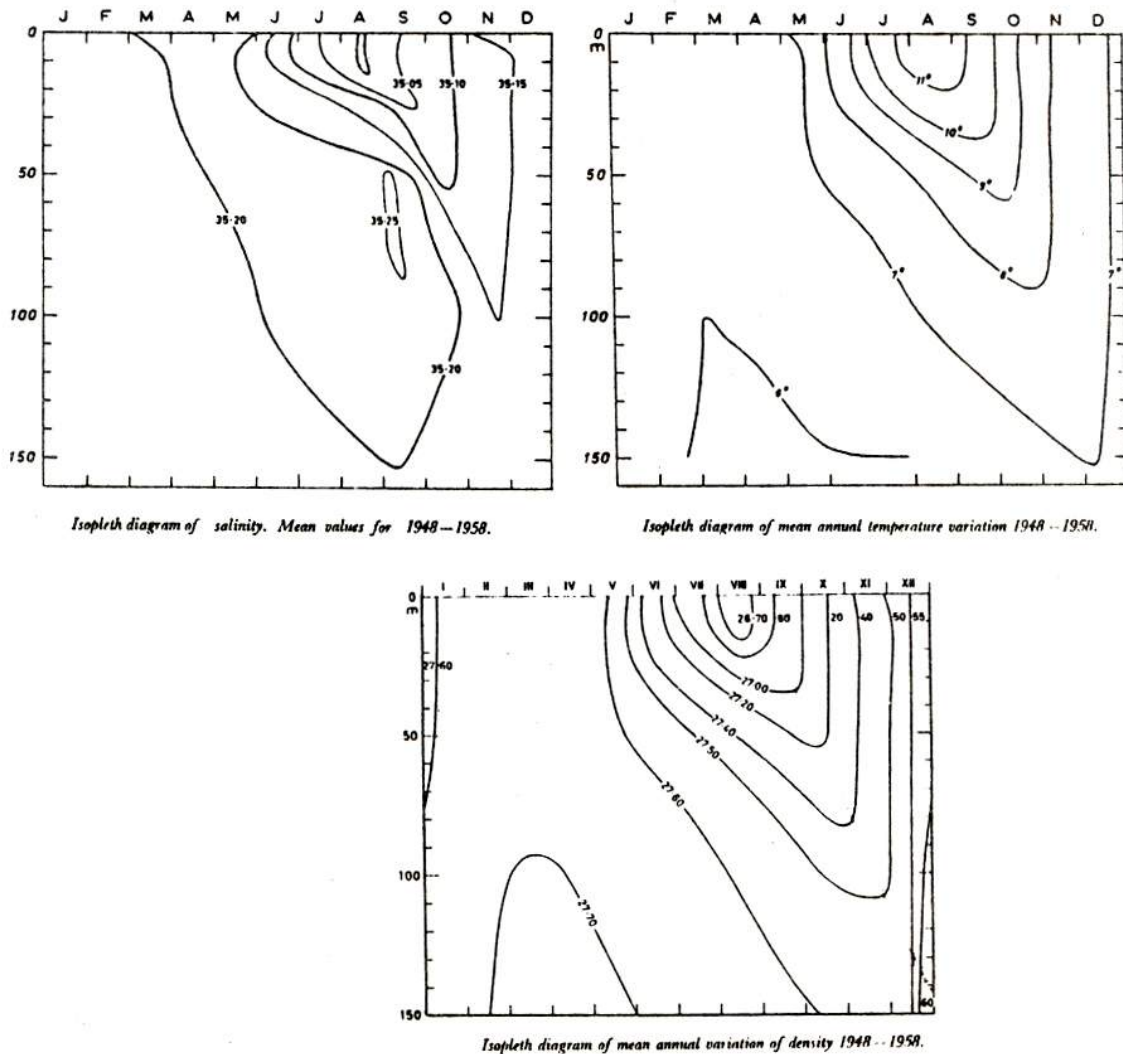 J F M A M J J A S O N D
0
50
100
150
m
35·05 35·10 35·15
35·20
35·25
35·20
Isopleth diagram of salinity. Mean values for 1948—1958.
J F M A M J J A S O N D
0
m
50
100
150
11°
10°
9°
8°
7°
7°
6°
Isopleth diagram of mean annual temperature variation 1948--1958.
I II III IV V VI VII VIII IX X XI XII
0
m
50
100
150
26·70 ·80 20 ·40 ·50 ·55
27·60
27·00
27·20
27·40
27·50
27·60
27·70
·60
Isopleth diagram of mean annual variation of density 1948--1958.